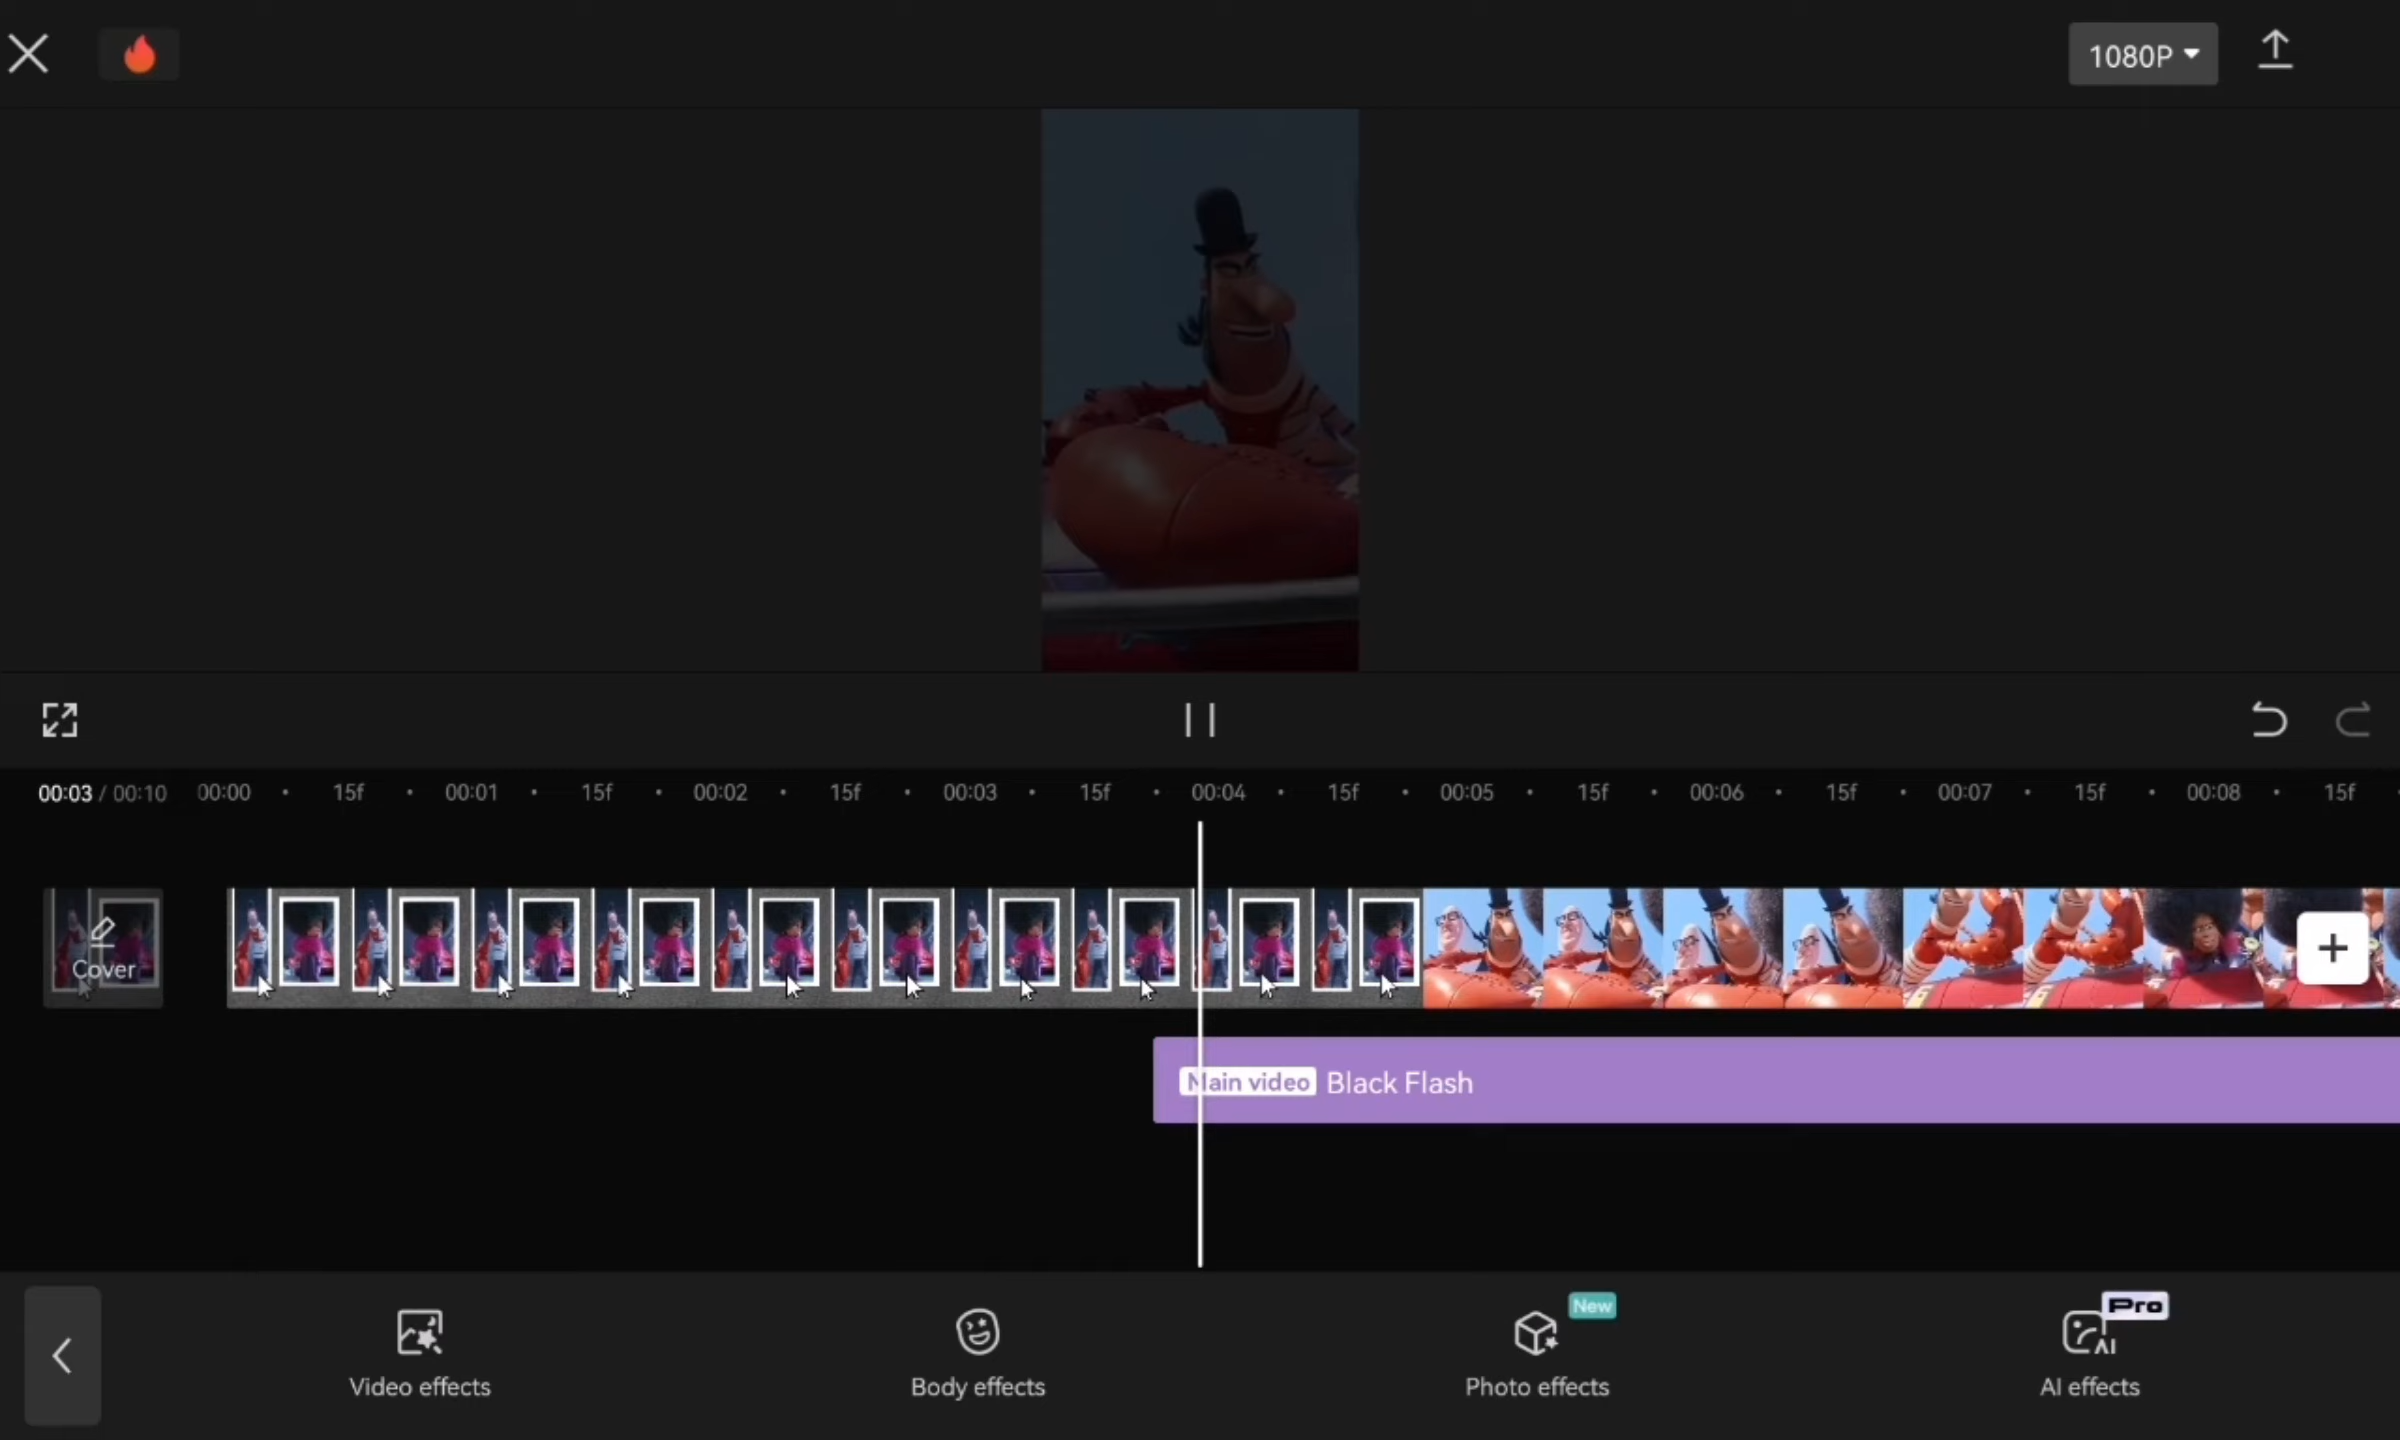 1080P
00:03 / 00:10 00:00 15f 00:01 15f 00:02 15f 00:03 15f 00:04 15f 00:05 15f 00:06 15f 00:07 15f 00:08 15f
Cover
Main video Black Flash
Video effects
Body effects
New
Photo effects
Pro
AI
AI effects